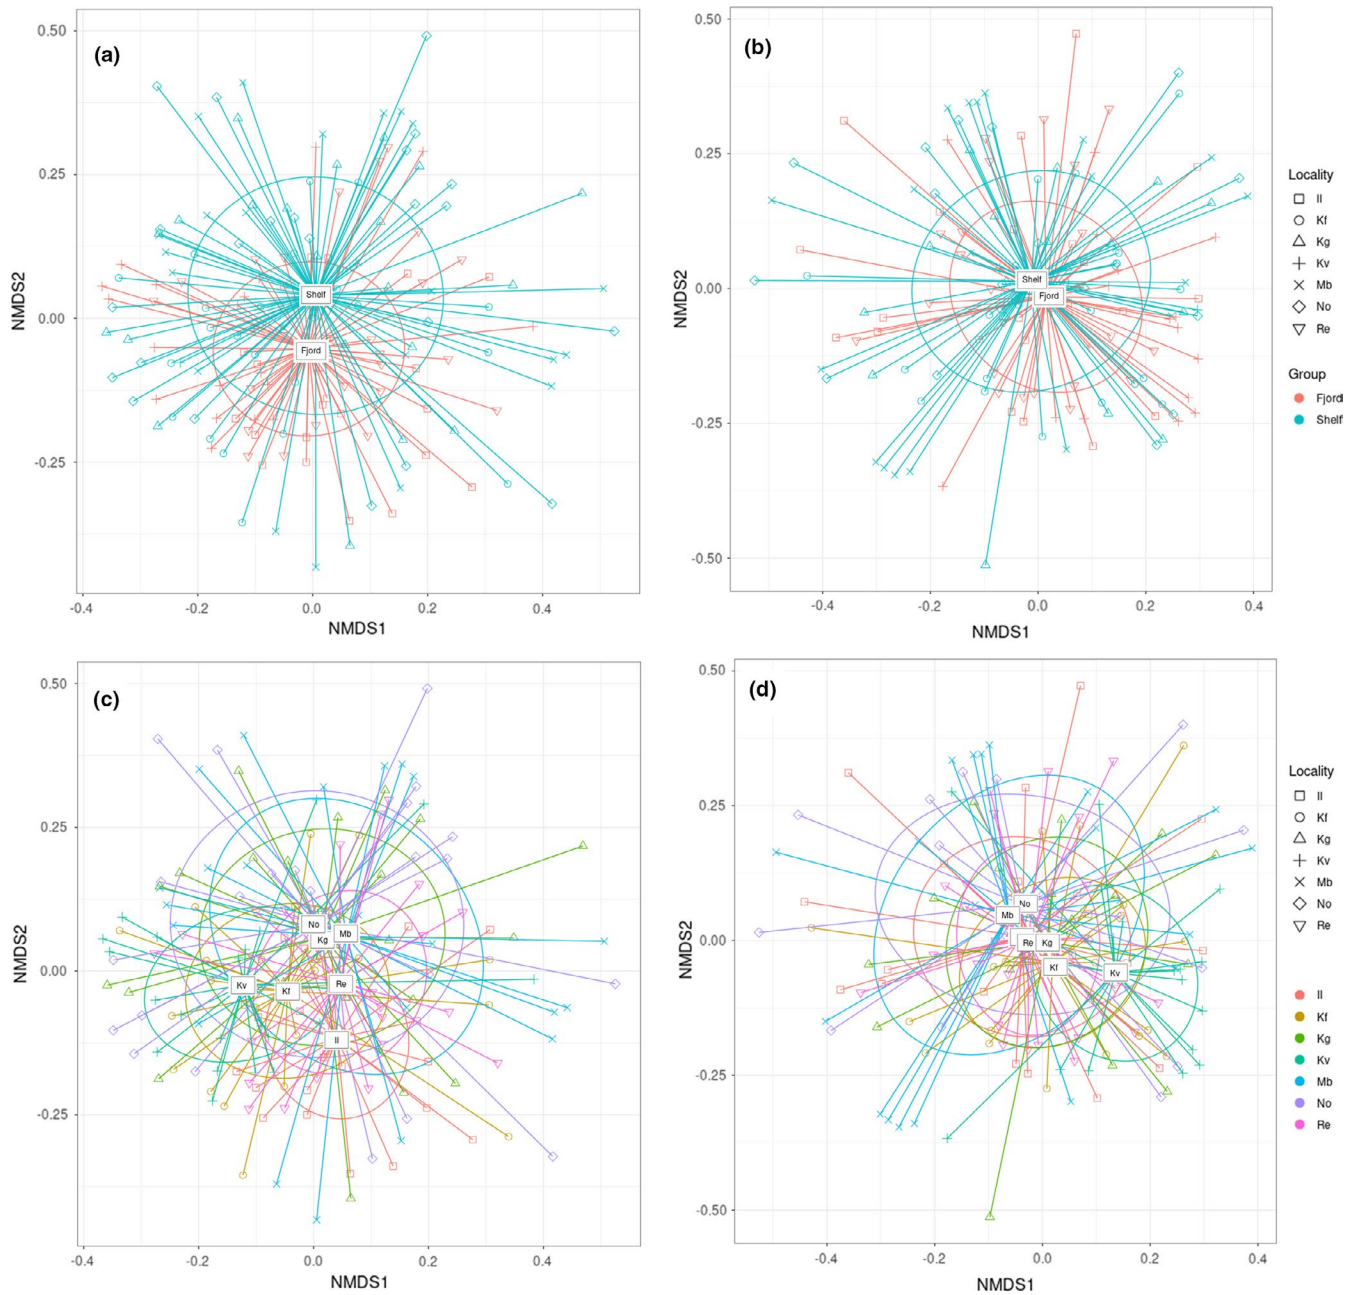 (a)
0.50
0.25
0.00
-0.25
NMDS2
Shelf
Fjord
-0.4 -0.2 0.0 0.2 0.4
NMDS1
(b)
0.50
0.25
0.00
-0.25
-0.50
NMDS2
Shelf
Fjord
-0.4 -0.2 0.0 0.2 0.4
NMDS1
Locality
Il
Kf
Kg
Kv
Mb
No
Re
Group
Fjord
Shelf
(c)
0.50
0.25
0.00
-0.25
NMDS2
No
Mb
Kg
Kv
Kf
Re
Il
-0.4 -0.2 0.0 0.2 0.4
NMDS1
(d)
0.50
0.25
0.00
-0.25
-0.50
NMDS2
No
Mb
Re
Kg
Kf
Kv
-0.4 -0.2 0.0 0.2 0.4
NMDS1
Locality
Il
Kf
Kg
Kv
Mb
No
Re
Il
Kf
Kg
Kv
Mb
No
Re